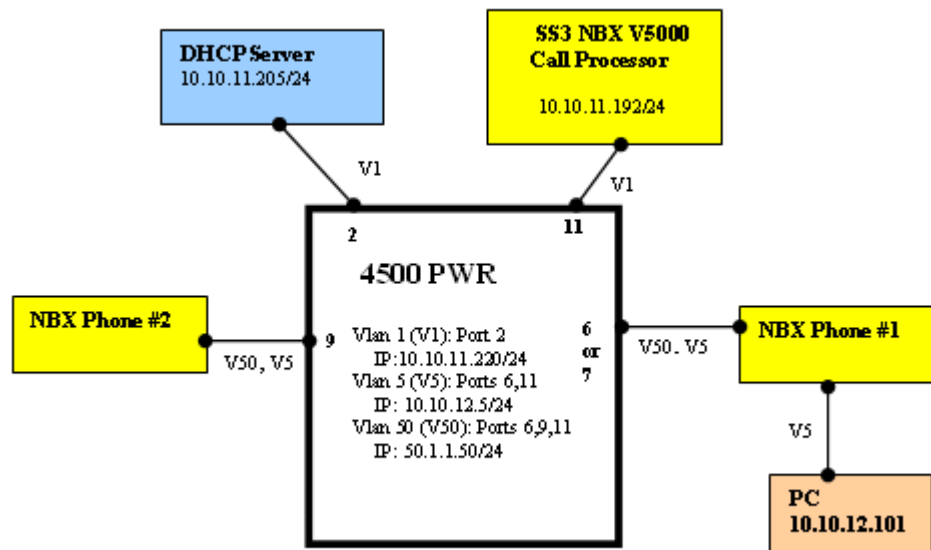 DHCP Server
10.10.11.205/24
SS3 NBX V5000
Call Processor
10.10.11.192/24
V1
V1
2
11
4500 PWR
NBX Phone #2
V50, V5
9
Vlan 1 (V1): Port 2
IP:10.10.11.220/24
Vlan 5 (V5): Ports 6,11
IP: 10.10.12.5/24
Vlan 50 (V50): Ports 6,9,11
IP: 50.1.1.50/24
6
or
7
V50. V5
NBX Phone #1
V5
PC
10.10.12.101